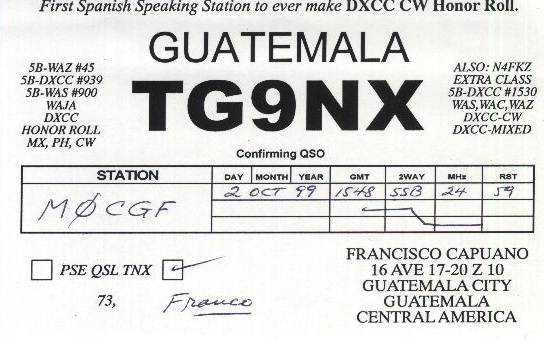 First Spanish Speaking Station to ever make DXCC CW Honor Roll.
GUATEMALA
5B-WAZ #45
5B-DXCC #939
5B-WAS #900
WAJA
DXCC
HONOR ROLL
MX, PH, CW
TG9NX
ALSO: N4FKZ
EXTRA CLASS
5B-DXCC #1530
WAS,WAC,WAZ
DXCC-CW
DXCC-MIXED
Confirming QSO
STATION DAY MONTH YEAR GMT 2WAY MHz RST
MØCGF 2 OCT 99 1548 SSB 24 59
PSE QSL TNX
73, Franco
FRANCISCO CAPUANO
16 AVE 17-20 Z 10
GUATEMALA CITY
GUATEMALA
CENTRAL AMERICA